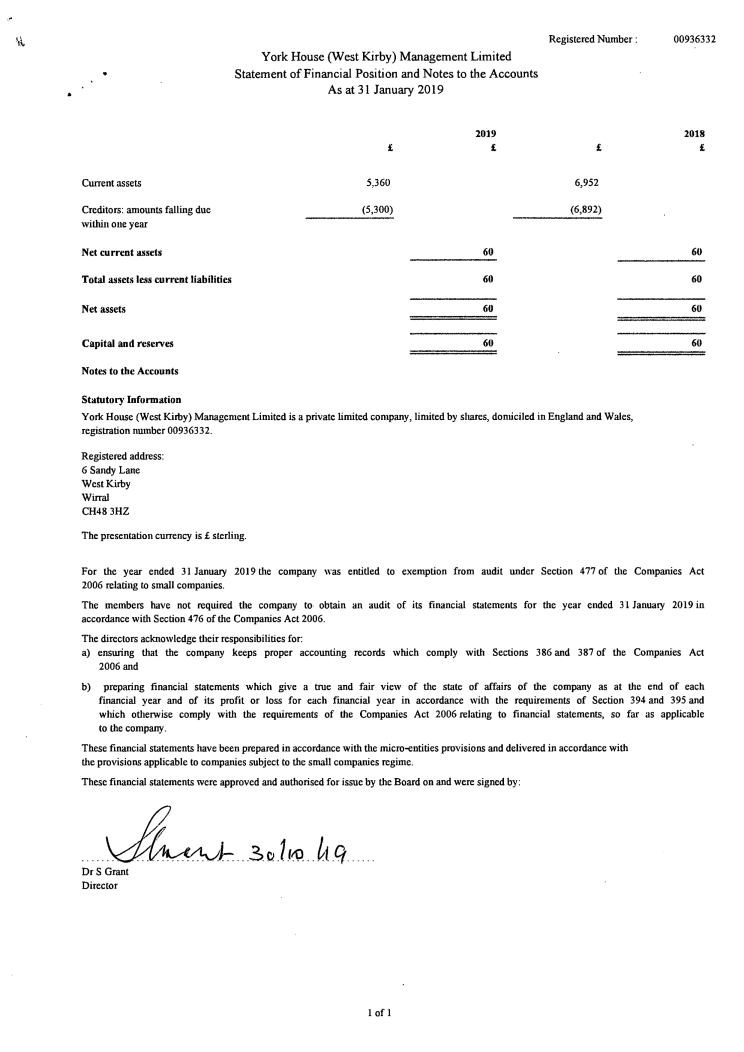 Registered Number : 00936332
York House (West Kirby) Management Limited
Statement of Financial Position and Notes to the Accounts
As at 31 January 2019
2019 2018
£ £ £ £
Current assets 5,360 6,952
Creditors: amounts falling due (5,300) (6,892)
within one year
Net current assets 60 60
Total assets less current liabilities 60 60
Net assets 60 60
Capital and reserves 60 60
Notes to the Accounts
Statutory Information
York House (West Kirby) Management Limited is a private limited company, limited by shares, domiciled in England and Wales,
registration number 00936332.
Registered address:
6 Sandy Lane
West Kirby
Wirral
CH48 3HZ
The presentation currency is £ sterling.
For the year ended 31 January 2019 the company was entitled to exemption from audit under Section 477 of the Companies Act
2006 relating to small companies.
The members have not required the company to obtain an audit of its financial statements for the year ended 31 January 2019 in
accordance with Section 476 of the Companies Act 2006.
The directors acknowledge their responsibilities for:
a) ensuring that the company keeps proper accounting records which comply with Sections 386 and 387 of the Companies Act
2006 and
b) preparing financial statements which give a true and fair view of the state of affairs of the company as at the end of each
financial year and of its profit or loss for each financial year in accordance with the requirements of Section 394 and 395 and
which otherwise comply with the requirements of the Companies Act 2006 relating to financial statements, so far as applicable
to the company.
These financial statements have been prepared in accordance with the micro-entities provisions and delivered in accordance with
the provisions applicable to companies subject to the small companies regime.
These financial statements were approved and authorised for issue by the Board on and were signed by:
Dr S Grant
Director
1 of 1